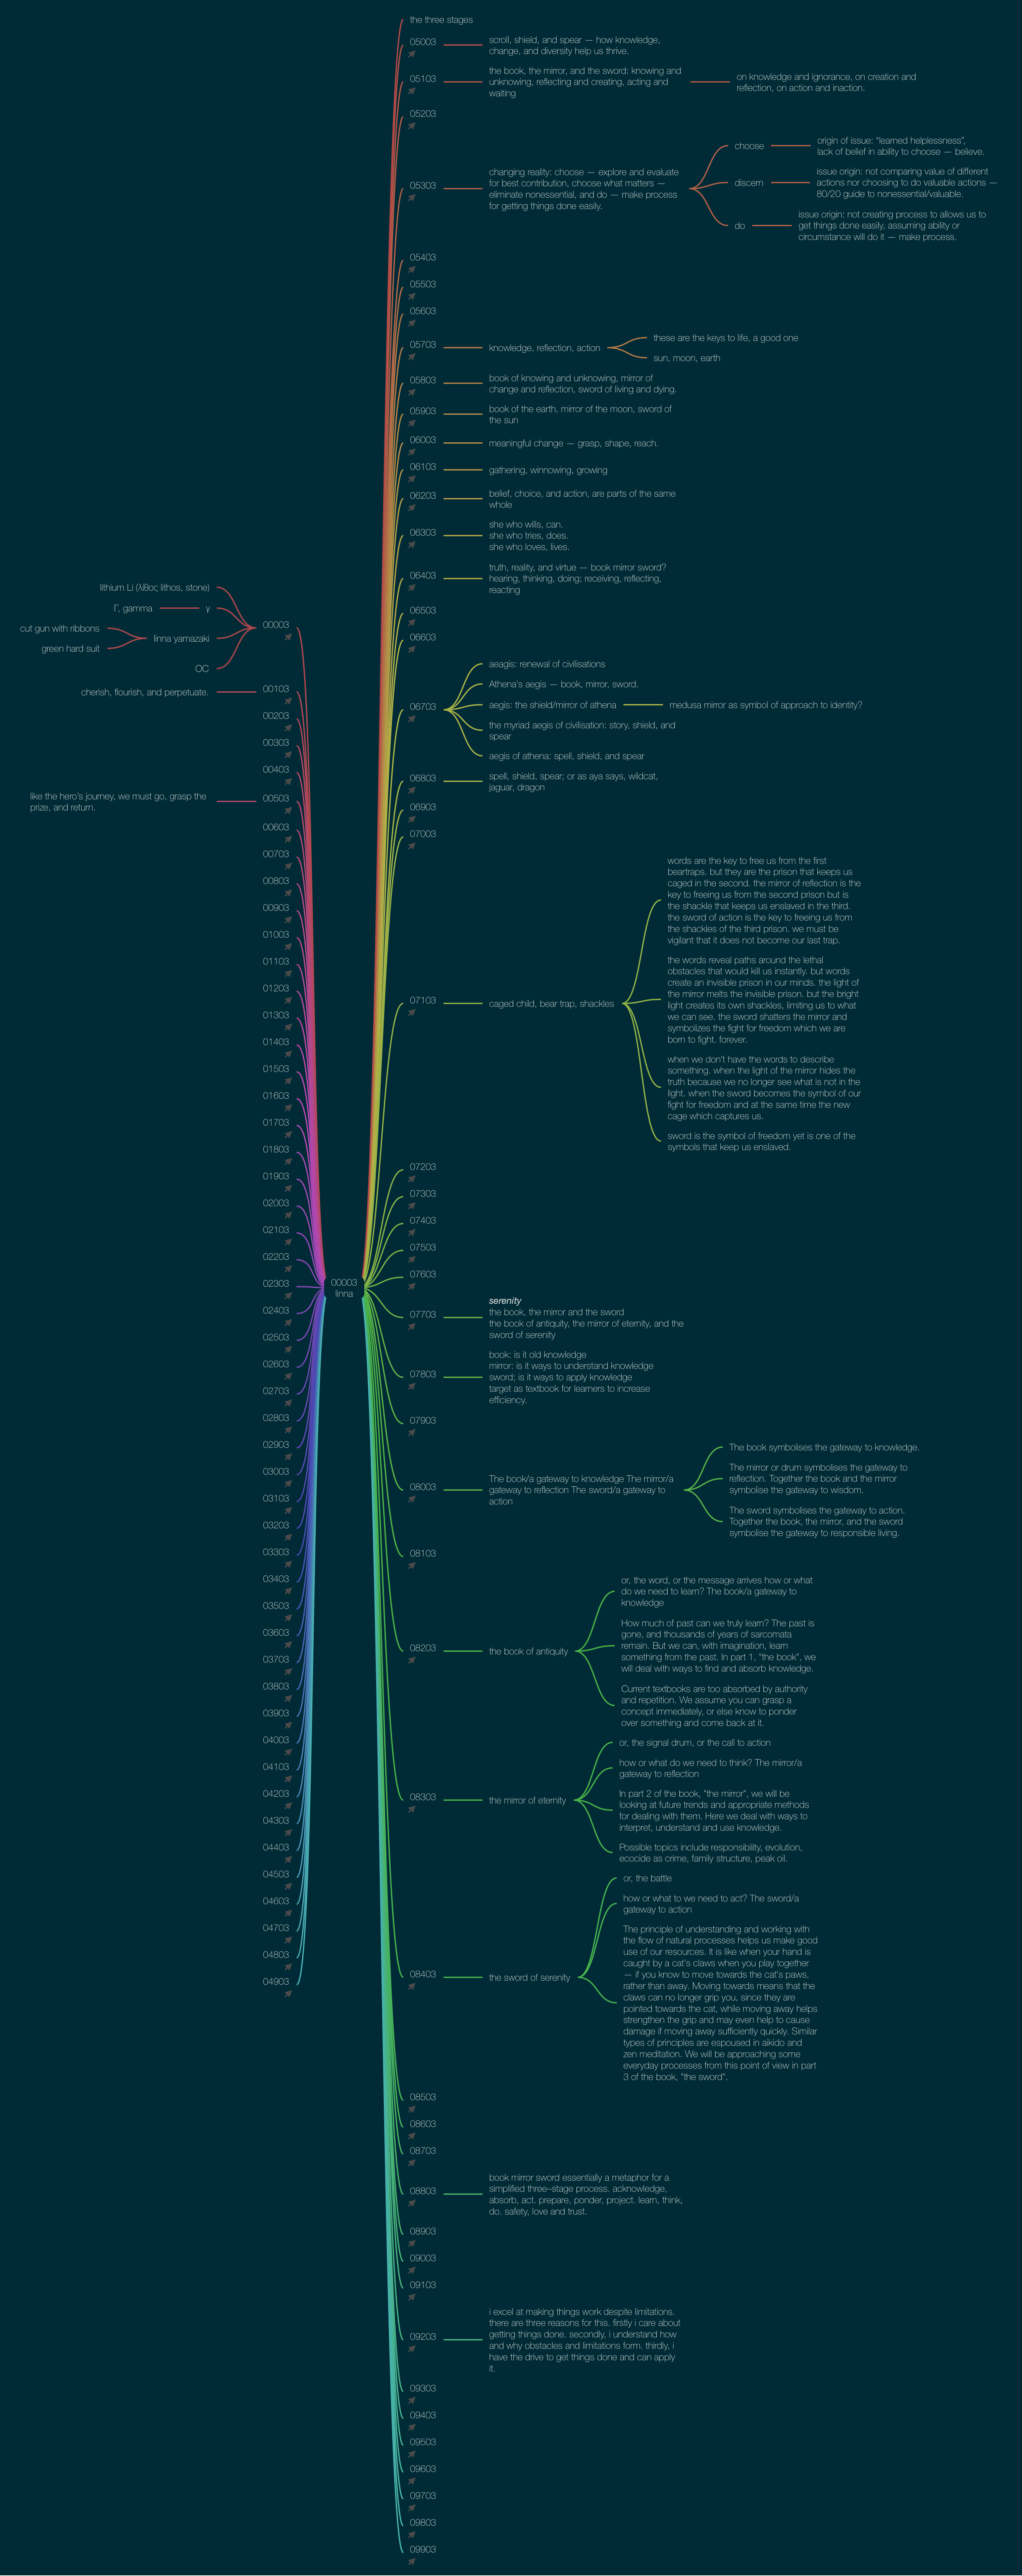 the three stages
05003
scroll, shield, and spear — how knowledge,
change, and diversity help us thrive.
05103
the book, the mirror, and the sword: knowing and
unknowing, reflecting and creating, acting and
waiting
on knowledge and ignorance, on creation and
reflection, on action and inaction.
05203
05303
changing reality: choose — explore and evaluate
for best contribution, choose what matters —
eliminate nonessential, and do — make process
for getting things done easily.
choose
origin of issue: "learned helplessness",
lack of belief in ability to choose — believe.
discern
issue origin: not comparing value of different
actions nor choosing to do valuable actions —
80/20 guide to nonessential/valuable.
do
issue origin: not creating process to allows us to
get things done easily, assuming ability or
circumstance will do it — make process.
05403
05503
05603
05703
knowledge, reflection, action
these are the keys to life, a good one
sun, moon, earth
05803
book of knowing and unknowing, mirror of
change and reflection, sword of living and dying.
05903
book of the earth, mirror of the moon, sword of
the sun
06003
meaningful change — grasp, shape, reach.
06103
gathering, winnowing, growing
06203
belief, choice, and action, are parts of the same
whole
06303
she who wills, can.
she who tries, does.
she who loves, lives.
06403
truth, reality, and virtue — book mirror sword?
hearing, thinking, doing; receiving, reflecting,
reacting
06503
06603
06703
aeagis: renewal of civilisations
Athena's aegis — book, mirror, sword.
aegis: the shield/mirror of athena
medusa mirror as symbol of approach to identity?
the myriad aegis of civilisation: story, shield, and
spear
aegis of athena: spell, shield, and spear
06803
spell, shield, spear; or as aya says, wildcat,
jaguar, dragon
06903
07003
07103
caged child, bear trap, shackles
words are the key to free us from the first
beartraps. but they are the prison that keeps us
caged in the second. the mirror of reflection is the
key to freeing us from the second prison but is
the shackle that keeps us enslaved in the third.
the sword of action is the key to freeing us from
the shackles of the third prison. we must be
vigilant that it does not become our last trap.
the words reveal paths around the lethal
obstacles that would kill us instantly. but words
create an invisible prison in our minds. the light of
the mirror melts the invisible prison. but the bright
light creates its own shackles, limiting us to what
we can see. the sword shatters the mirror and
symbolizes the fight for freedom which we are
born to fight. forever.
when we don't have the words to describe
something. when the light of the mirror hides the
truth because we no longer see what is not in the
light. when the sword becomes the symbol of our
fight for freedom and at the same time the new
cage which captures us.
sword is the symbol of freedom yet is one of the
symbols that keep us enslaved.
07203
07303
07403
07503
07603
07703
serenity
the book, the mirror and the sword
the book of antiquity, the mirror of eternity, and the
sword of serenity
07803
book: is it old knowledge
mirror: is it ways to understand knowledge
sword; is it ways to apply knowledge
target as textbook for learners to increase
efficiency.
07903
08003
The book/a gateway to knowledge The mirror/a
gateway to reflection The sword/a gateway to
action
The book symbolises the gateway to knowledge.
The mirror or drum symbolises the gateway to
reflection. Together the book and the mirror
symbolise the gateway to wisdom.
The sword symbolises the gateway to action.
Together the book, the mirror, and the sword
symbolise the gateway to responsible living.
08103
08203
the book of antiquity
or, the word, or the message arrives how or what
do we need to learn? The book/a gateway to
knowledge
How much of past can we truly learn? The past is
gone, and thousands of years of sarcomata
remain. But we can, with imagination, learn
something from the past. In part 1, "the book", we
will deal with ways to find and absorb knowledge.
Current textbooks are too absorbed by authority
and repetition. We assume you can grasp a
concept immediately, or else know to ponder
over something and come back at it.
08303
the mirror of eternity
or, the signal drum, or the call to action
how or what do we need to think? The mirror/a
gateway to reflection
In part 2 of the book, "the mirror", we will be
looking at future trends and appropriate methods
for dealing with them. Here we deal with ways to
interpret, understand and use knowledge.
Possible topics include responsibility, evolution,
ecocide as crime, family structure, peak oil.
08403
the sword of serenity
or, the battle
how or what to we need to act? The sword/a
gateway to action
The principle of understanding and working with
the flow of natural processes helps us make good
use of our resources. It is like when your hand is
caught by a cat's claws when you play together
— if you know to move towards the cat's paws,
rather than away. Moving towards means that the
claws can no longer grip you, since they are
pointed towards the cat, while moving away helps
strengthen the grip and may even help to cause
damage if moving away sufficiently quickly. Similar
types of principles are espoused in aikido and
zen meditation. We will be approaching some
everyday processes from this point of view in part
3 of the book, "the sword".
08503
08603
08703
08803
book mirror sword essentially a metaphor for a
simplified three–stage process. acknowledge,
absorb, act. prepare, ponder, project. learn, think,
do. safety, love and trust.
08903
09003
09103
09203
i excel at making things work despite limitations.
there are three reasons for this. firstly i care about
getting things done. secondly, i understand how
and why obstacles and limitations form. thirdly, i
have the drive to get things done and can apply
it.
09303
09403
09503
09603
09703
09803
09903
00003
linna
00003
lithium Li (λίθος lithos, stone)
γ
Γ, gamma
linna yamazaki
cut gun with ribbons
green hard suit
OC
00103
cherish, flourish, and perpetuate.
00203
00303
00403
00503
like the hero's journey, we must go, grasp the
prize, and return.
00603
00703
00803
00903
01003
01103
01203
01303
01403
01503
01603
01703
01803
01903
02003
02103
02203
02303
02403
02503
02603
02703
02803
02903
03003
03103
03203
03303
03403
03503
03603
03703
03803
03903
04003
04103
04203
04303
04403
04503
04603
04703
04803
04903